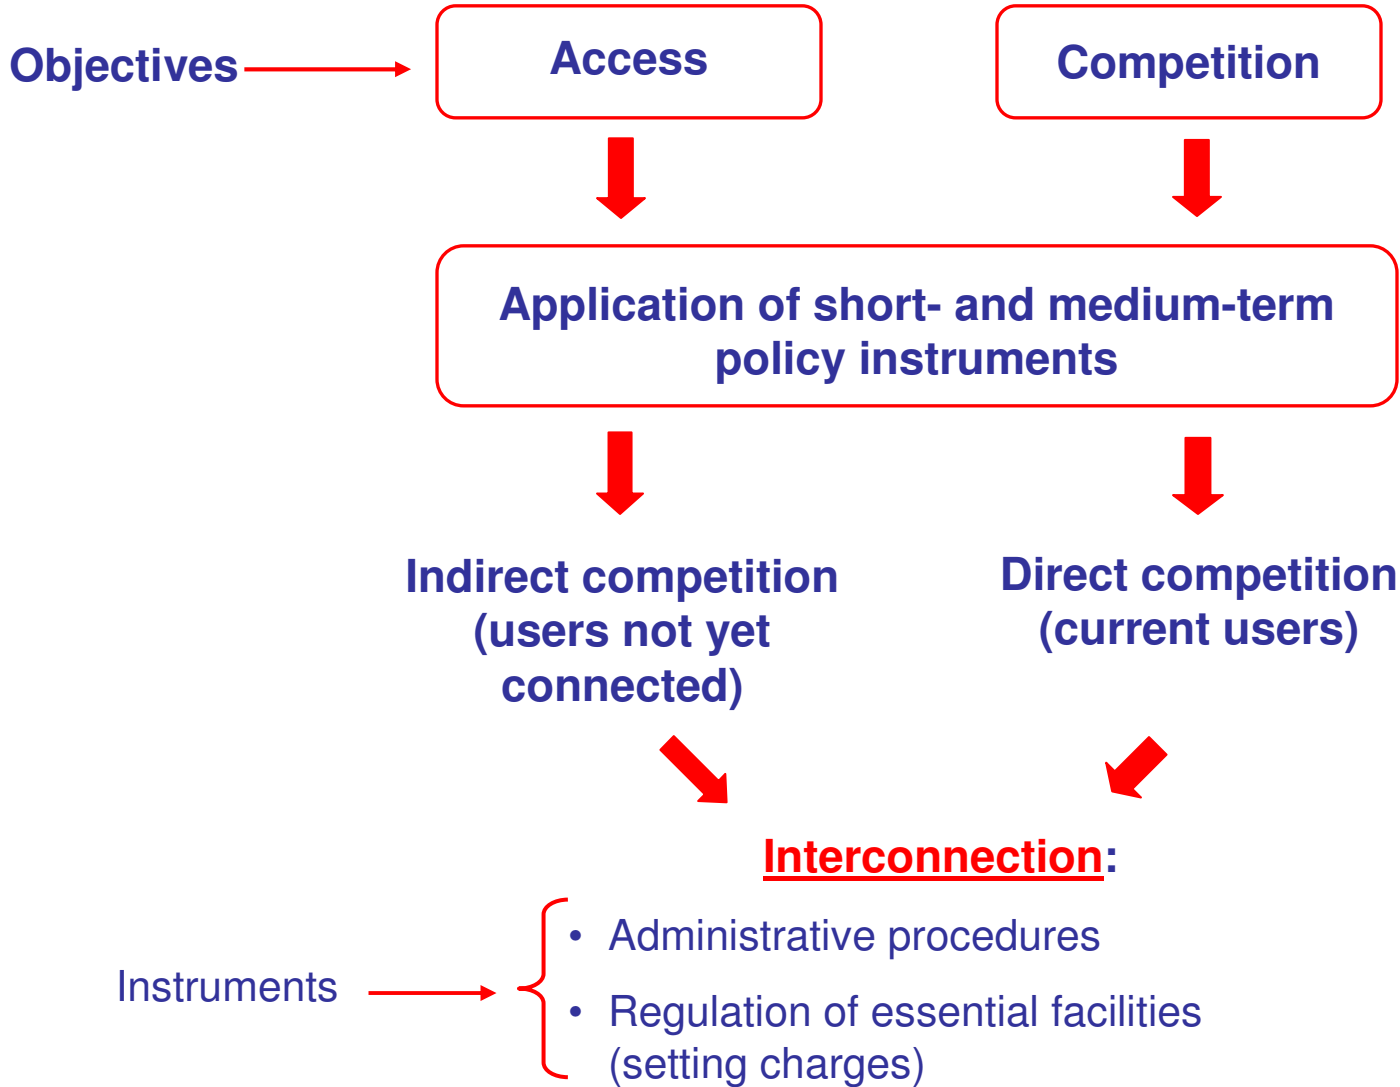 Objectives
Access
Competition
Application of short- and medium-term
policy instruments
Indirect competition
(users not yet
connected)
Direct competition
(current users)
Interconnection:
Instruments
• Administrative procedures
• Regulation of essential facilities
(setting charges)